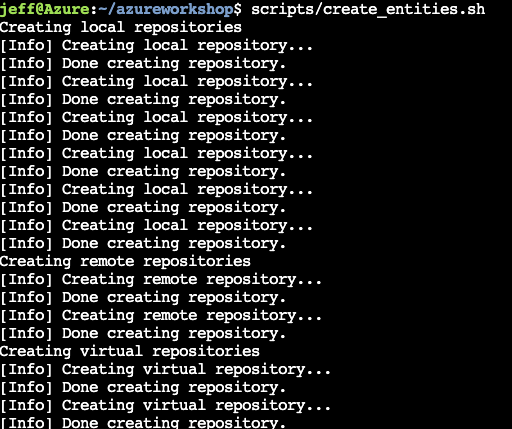 jeff@Azure:~/azureworkshop$ scripts/create_entities.sh
Creating local repositories
[Info] Creating local repository...
[Info] Done creating repository.
[Info] Creating local repository...
[Info] Done creating repository.
[Info] Creating local repository...
[Info] Done creating repository.
[Info] Creating local repository...
[Info] Done creating repository.
[Info] Creating local repository...
[Info] Done creating repository.
[Info] Creating local repository...
[Info] Done creating repository.
Creating remote repositories
[Info] Creating remote repository...
[Info] Done creating repository.
[Info] Creating remote repository...
[Info] Done creating repository.
Creating virtual repositories
[Info] Creating virtual repository...
[Info] Done creating repository.
[Info] Creating virtual repository...
[Info] Done creating repository.